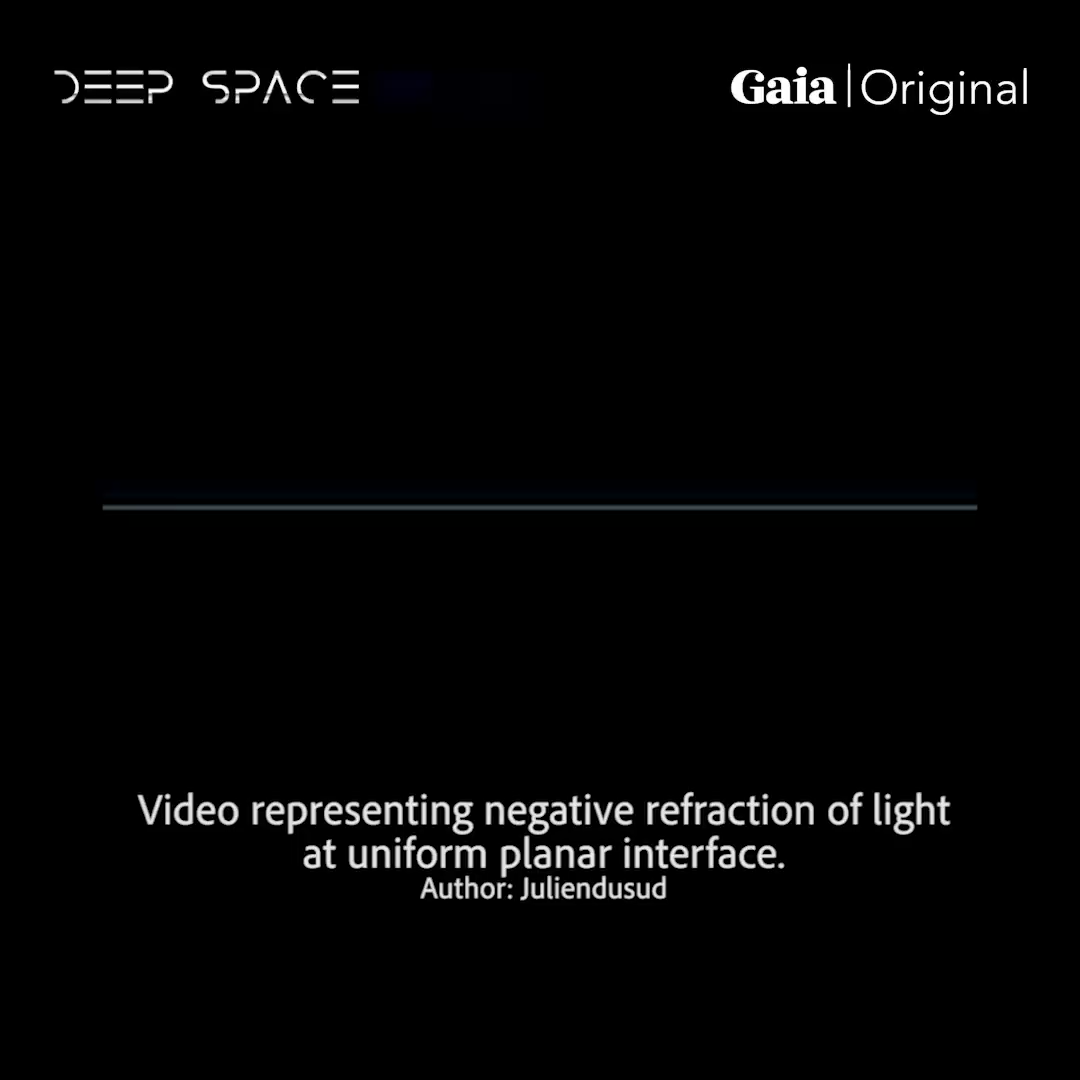 DEEP SPACE
Gaia | Original
Video representing negative refraction of light
at uniform planar interface.
Author: Juliendusud